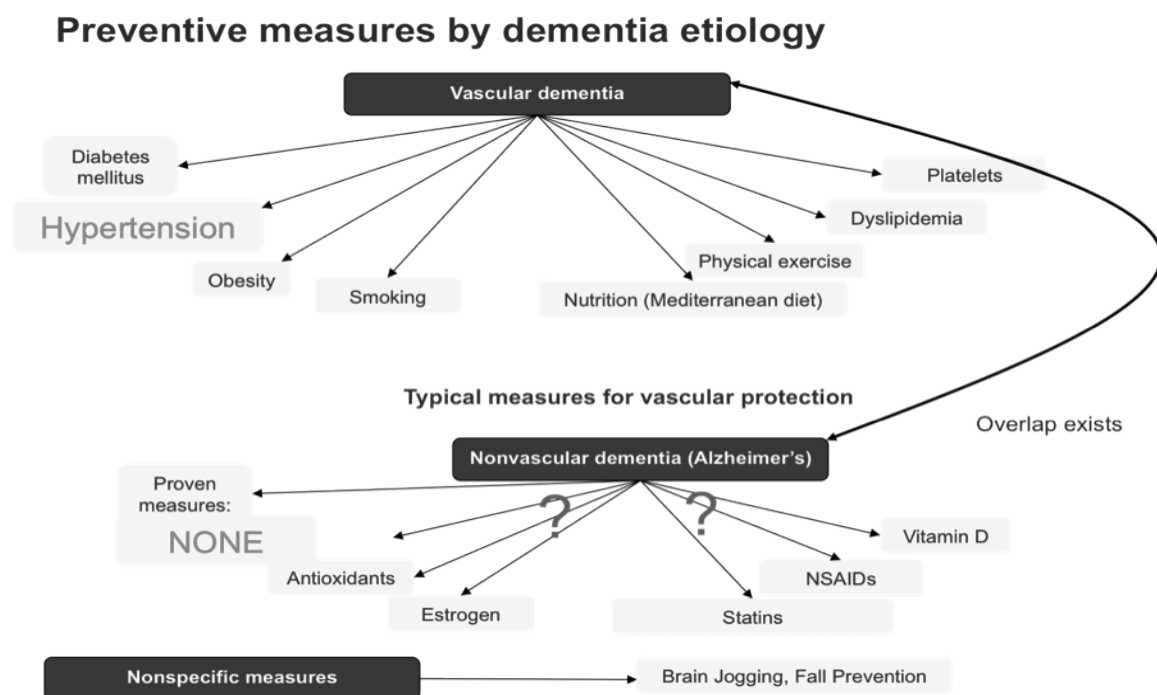 Preventive measures by dementia etiology
Vascular dementia
Diabetes
mellitus
Platelets
Hypertension
Dyslipidemia
Physical exercise
Obesity
Smoking
Nutrition (Mediterranean diet)
Typical measures for vascular protection
Overlap exists
Nonvascular dementia (Alzheimer's)
Proven
measures:
NONE
?
?
Vitamin D
Antioxidants
NSAIDs
Estrogen
Statins
Nonspecific measures
Brain Jogging, Fall Prevention